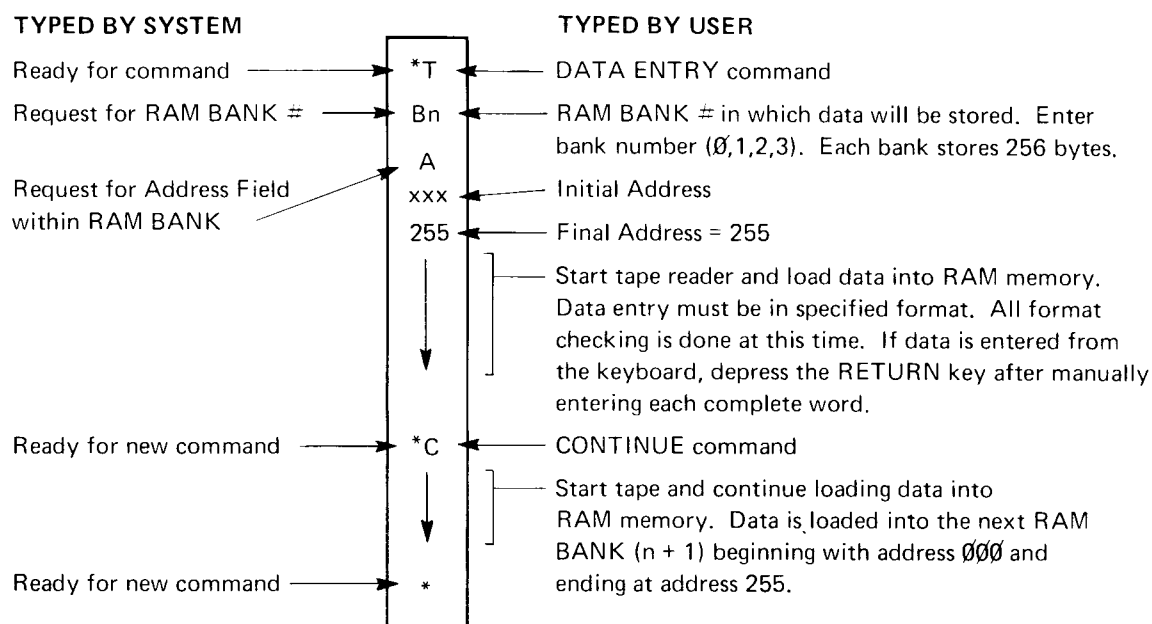 TYPED BY SYSTEM
TYPED BY USER
Ready for command
*T
DATA ENTRY command
Request for RAM BANK #
Bn
RAM BANK # in which data will be stored. Enter
bank number (Ø,1,2,3). Each bank stores 256 bytes.
A
Request for Address Field
within RAM BANK
xxx
Initial Address
255
Final Address = 255
Start tape reader and load data into RAM memory.
Data entry must be in specified format. All format
checking is done at this time. If data is entered from
the keyboard, depress the RETURN key after manually
entering each complete word.
Ready for new command
*C
CONTINUE command
Start tape and continue loading data into
RAM memory. Data is loaded into the next RAM
BANK (n + 1) beginning with address ØØØ and
ending at address 255.
Ready for new command
*